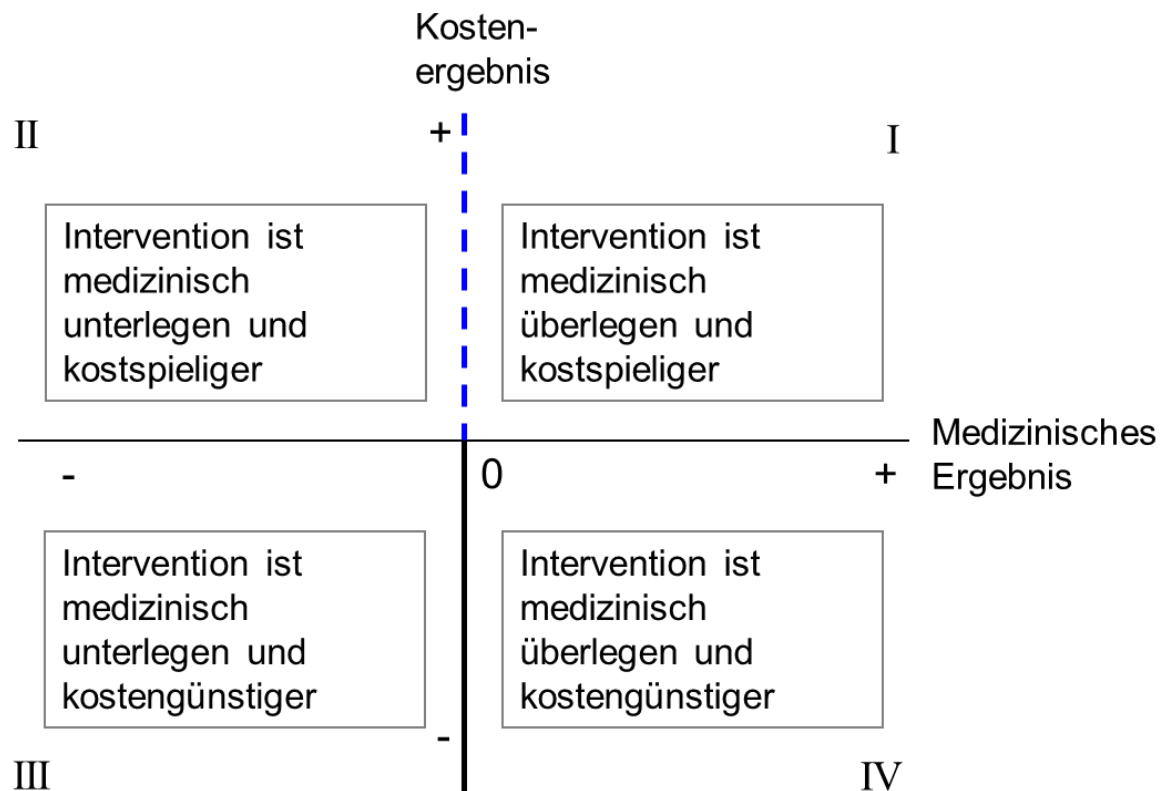 Kosten-
ergebnis
II
+
I
Intervention ist
medizinisch
unterlegen und
kostspieliger
Intervention ist
medizinisch
überlegen und
kostspieliger
Medizinisches
Ergebnis
-
0
+
Intervention ist
medizinisch
unterlegen und
kostengünstiger
Intervention ist
medizinisch
überlegen und
kostengünstiger
-
III
IV